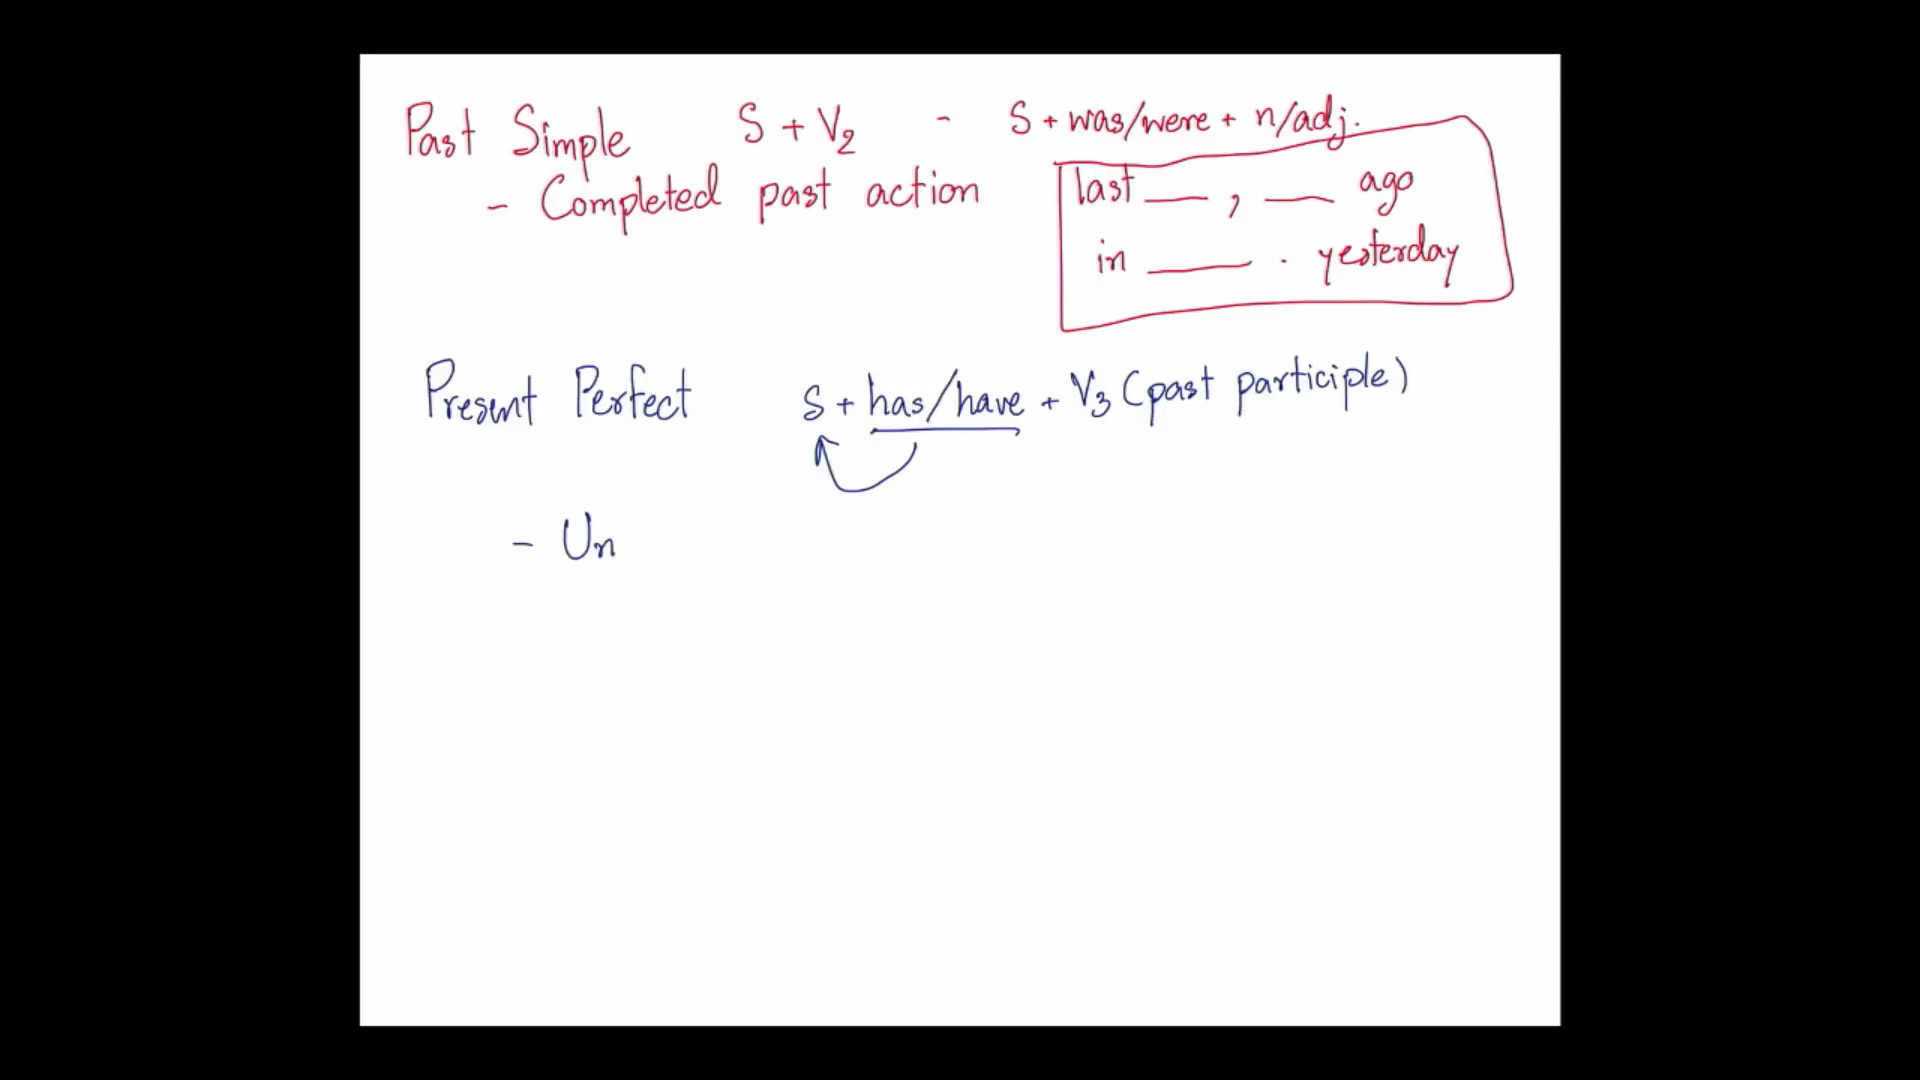 Past Simple S + V2 - S + was/were + n/adj.
- Completed past action
last ___ , ___ ago
in ___ . yesterday
Present Perfect S + has/have + V3 (past participle)
- Un